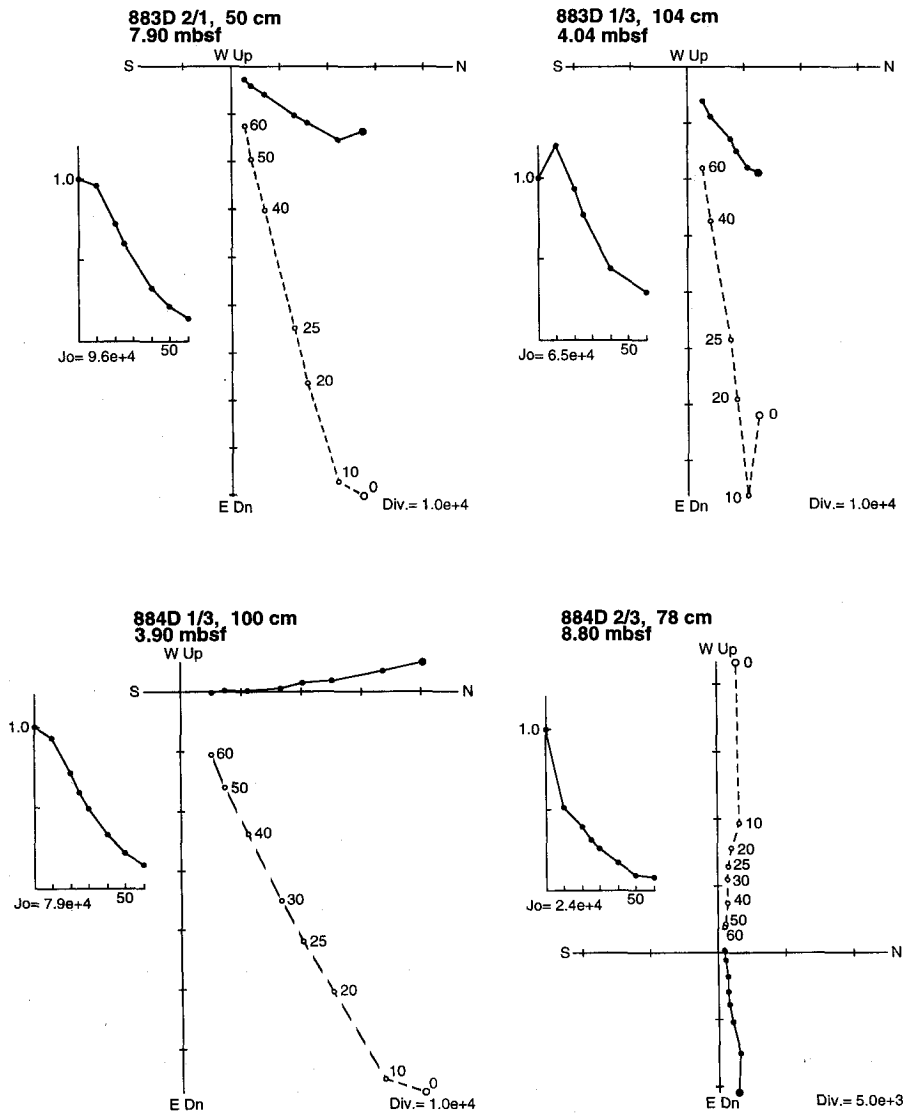 883D 2/1, 50 cm
7.90 mbsf
W Up
S
N
60
50
40
25
20
10
0
E Dn
Div.= 1.0e+4
1.0
50
Jo= 9.6e+4
883D 1/3, 104 cm
4.04 mbsf
W Up
S
N
60
40
25
20
0
10
E Dn
Div.= 1.0e+4
1.0
50
Jo= 6.5e+4
884D 1/3, 100 cm
3.90 mbsf
W Up
S
N
60
50
40
30
25
20
10
0
E Dn
Div.= 1.0e+4
1.0
50
Jo= 7.9e+4
884D 2/3, 78 cm
8.80 mbsf
W Up
0
10
20
25
30
40
50
60
S
N
E Dn
Div.= 5.0e+3
1.0
50
Jo= 2.4e+4